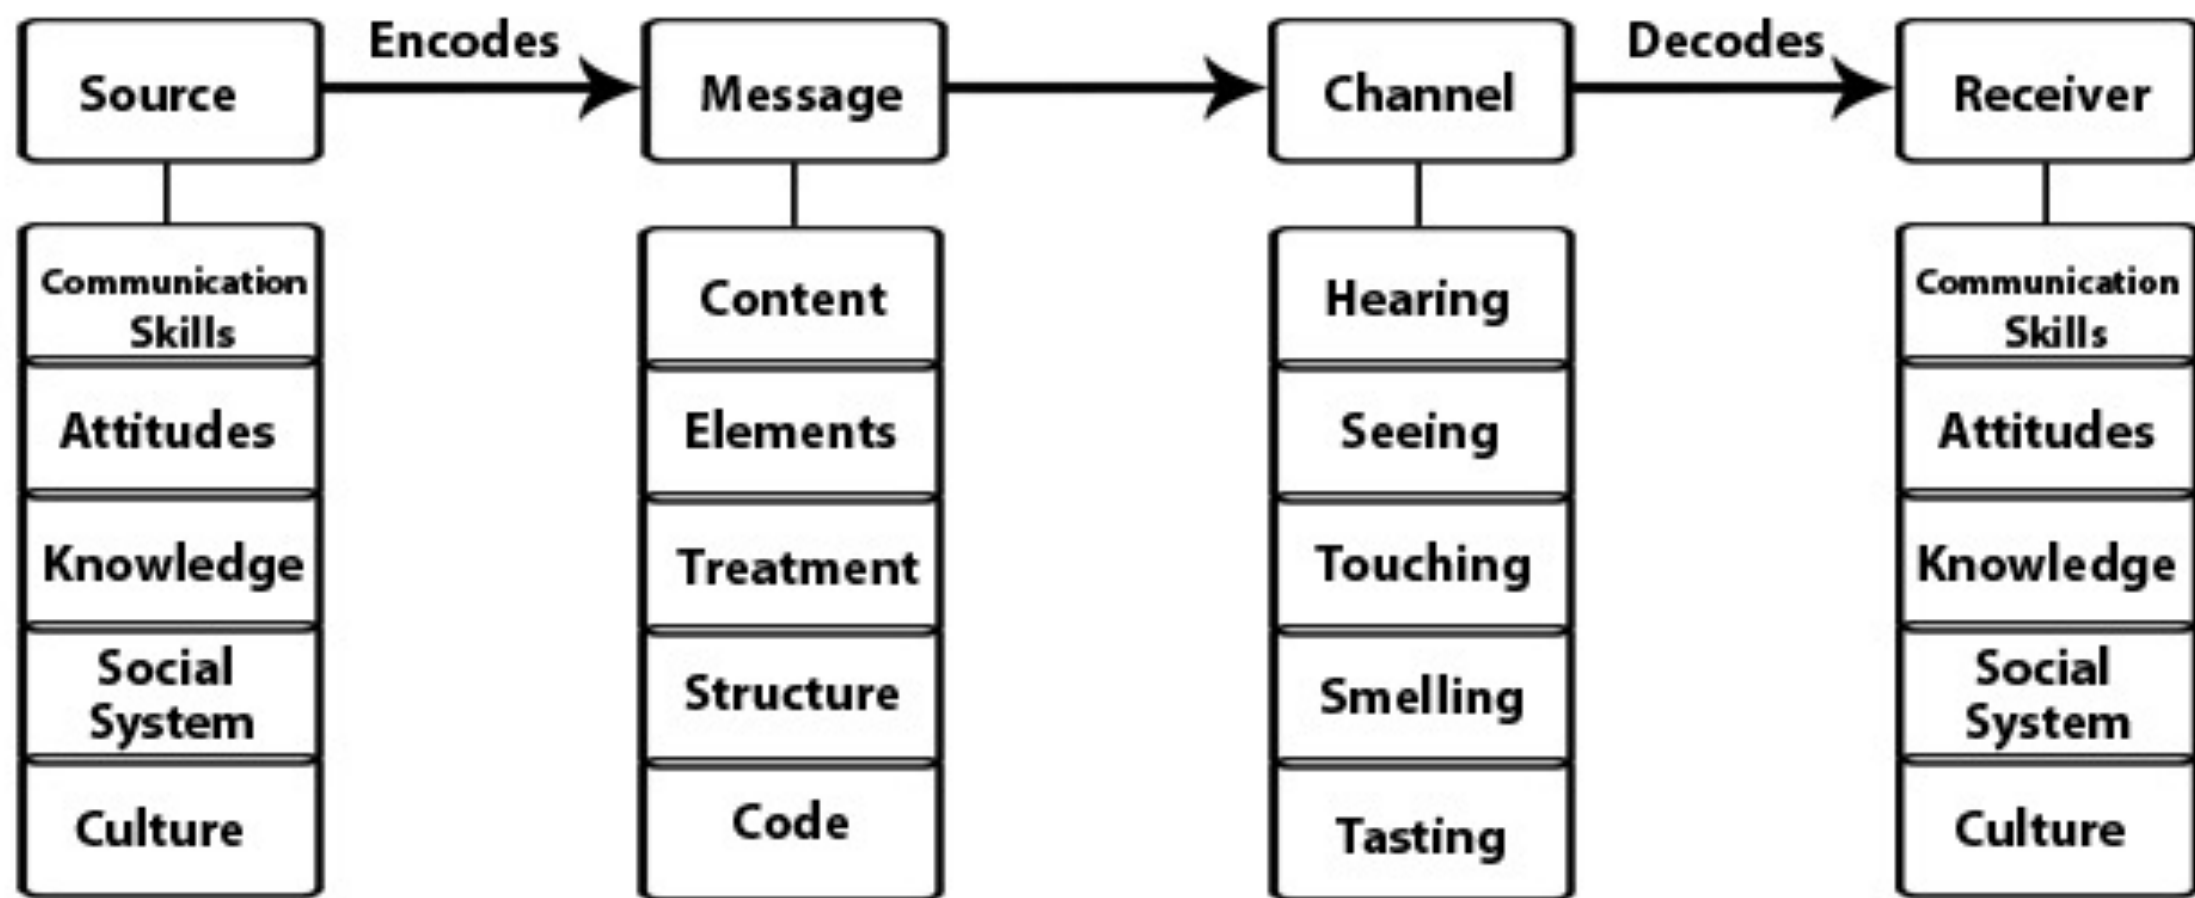 Encodes
Decodes
Source
Message
Channel
Receiver
Communication
Skills
Attitudes
Knowledge
Social
System
Culture
Content
Elements
Treatment
Structure
Code
Hearing
Seeing
Touching
Smelling
Tasting
Communication
Skills
Attitudes
Knowledge
Social
System
Culture